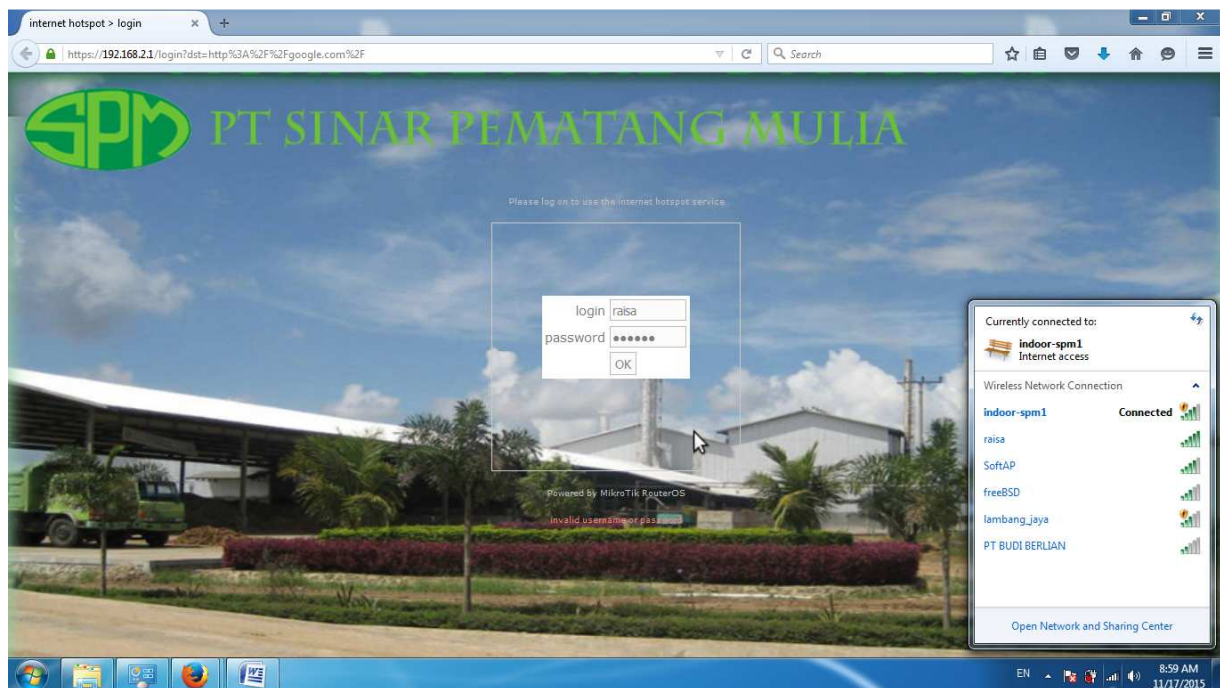 internet hotspot > login
https://192.168.2.1/login?dst=http%3A%2F%2Fgoogle.com%2F
Search
SPM
PT SINAR PEMATANG MULIA
Please log on to use the internet hotspot service
login raisa
password ●●●●●●
OK
Powered by MikroTik RouterOS
invalid username or password
Currently connected to:
indoor-spm1
Internet access
Wireless Network Connection
indoor-spm1 Connected
raisa
SoftAP
freeBSD
lambang_jaya
PT BUDI BERLIAN
Open Network and Sharing Center
EN
8:59 AM
11/17/2015